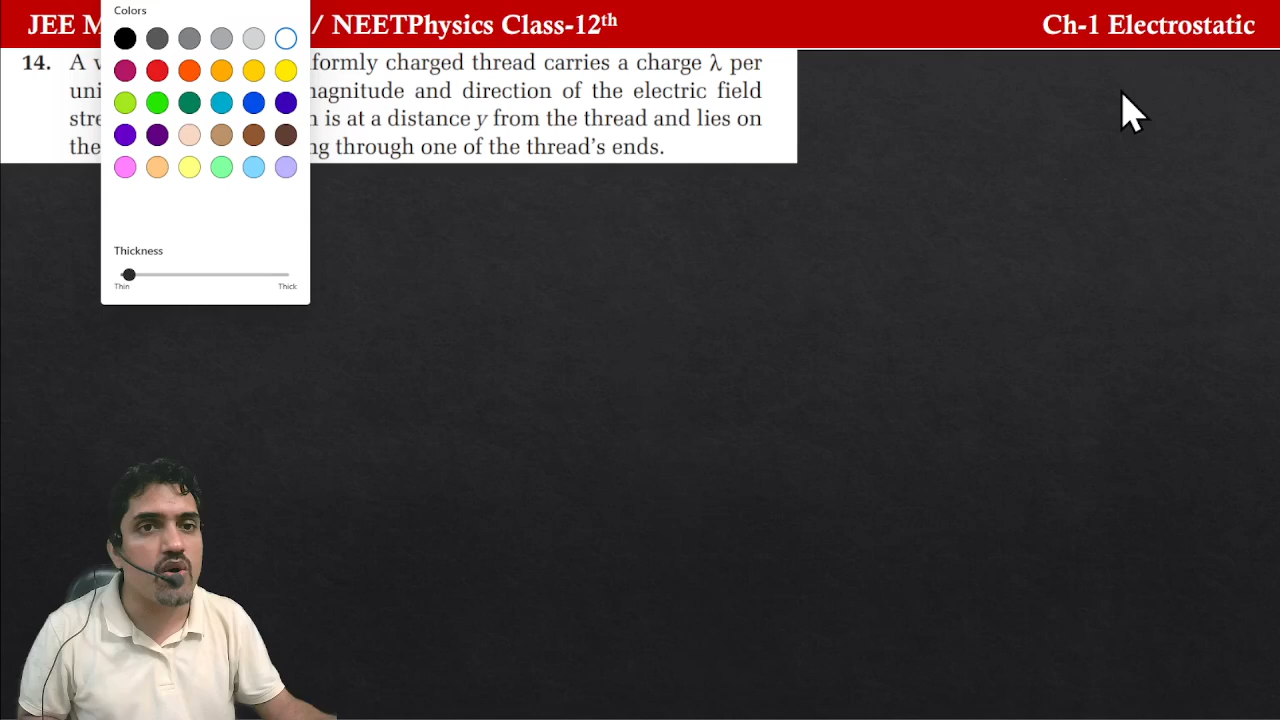 JEE M / NEETPhysics Class-12th
Ch-1 Electrostatic
Colors
14. A formly charged thread carries a charge λ per
uni agnitude and direction of the electric field
stre is at a distance y from the thread and lies on
the ng through one of the thread's ends.
Thickness
Thin Thick